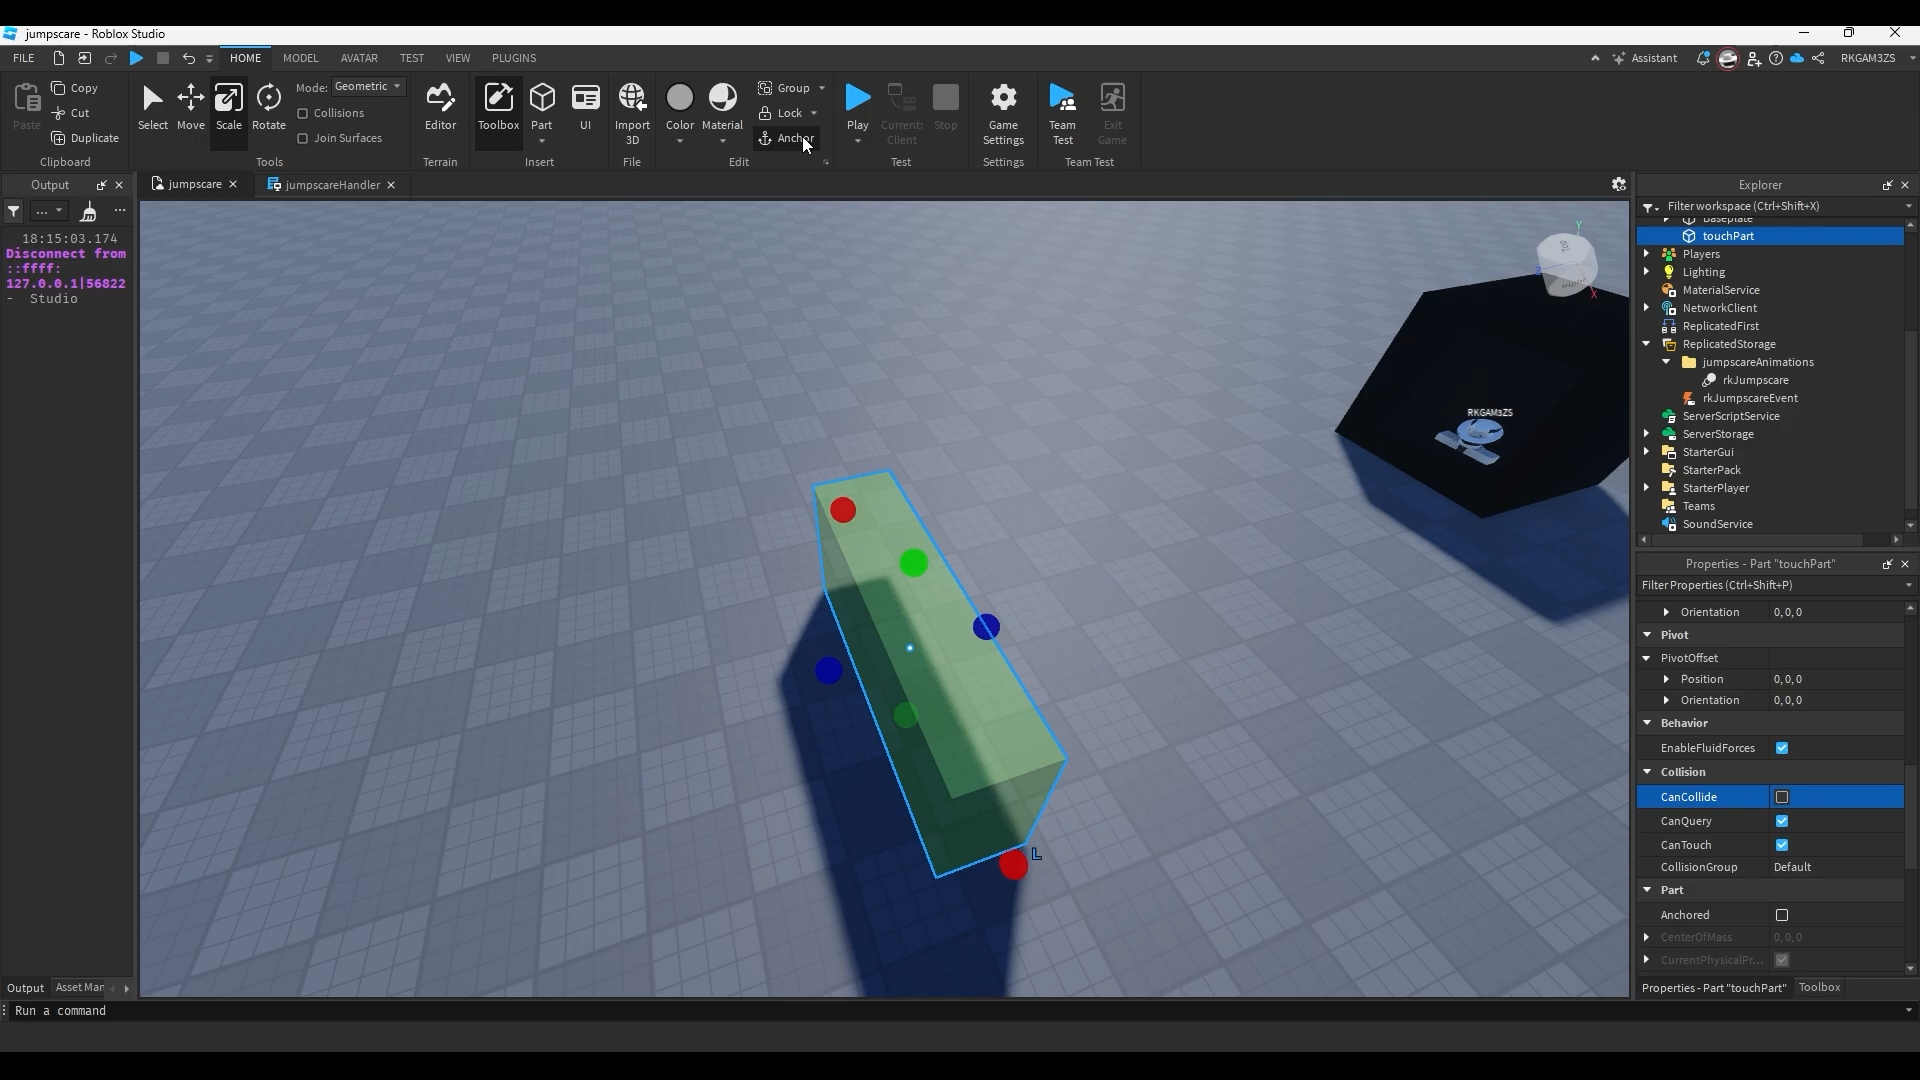 jumpscare - Roblox Studio
FILE HOME MODEL AVATAR TEST VIEW PLUGINS Assistant RKGAM3ZS
Paste Copy Cut Duplicate
Clipboard
Select Move Scale Rotate
Mode: Geometric
Collisions
Join Surfaces
Tools
Editor
Terrain
Toolbox Part UI
Insert
Import 3D
File
Color Material Group Lock Anchor
Edit
Play Current: Client Stop
Test
Game Settings
Settings
Team Test Exit Game
Team Test
Output
...
18:15:03.174
Disconnect from
::ffff:
127.0.0.1|56822
- Studio
Output Asset Man
jumpscare jumpscareHandler
RKGAM3ZS
Y
Z
X
L
Explorer
Filter workspace (Ctrl+Shift+X)
Baseplate
touchPart
Players
Lighting
MaterialService
NetworkClient
ReplicatedFirst
ReplicatedStorage
jumpscareAnimations
rkJumpscare
rkJumpscareEvent
ServerScriptService
ServerStorage
StarterGui
StarterPack
StarterPlayer
Teams
SoundService
Properties - Part "touchPart"
Filter Properties (Ctrl+Shift+P)
Orientation 0,0,0
Pivot
PivotOffset
Position 0,0,0
Orientation 0,0,0
Behavior
EnableFluidForces
Collision
CanCollide
CanQuery
CanTouch
CollisionGroup Default
Part
Anchored
CenterOfMass 0,0,0
CurrentPhysicalPr...
Properties - Part "touchPart" Toolbox
Run a command